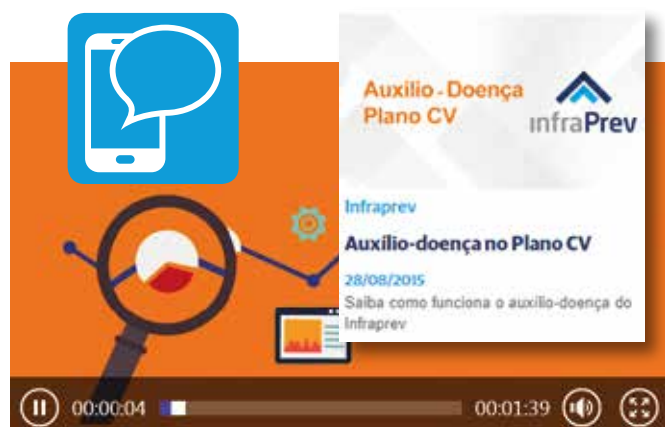 Auxílio - Doença
Plano CV
ınfraPrev
Infraprev
Auxílio-doença no Plano CV
28/08/2015
Saiba como funciona o auxílio-doença do
Infraprev
00:00:04
00:01:39